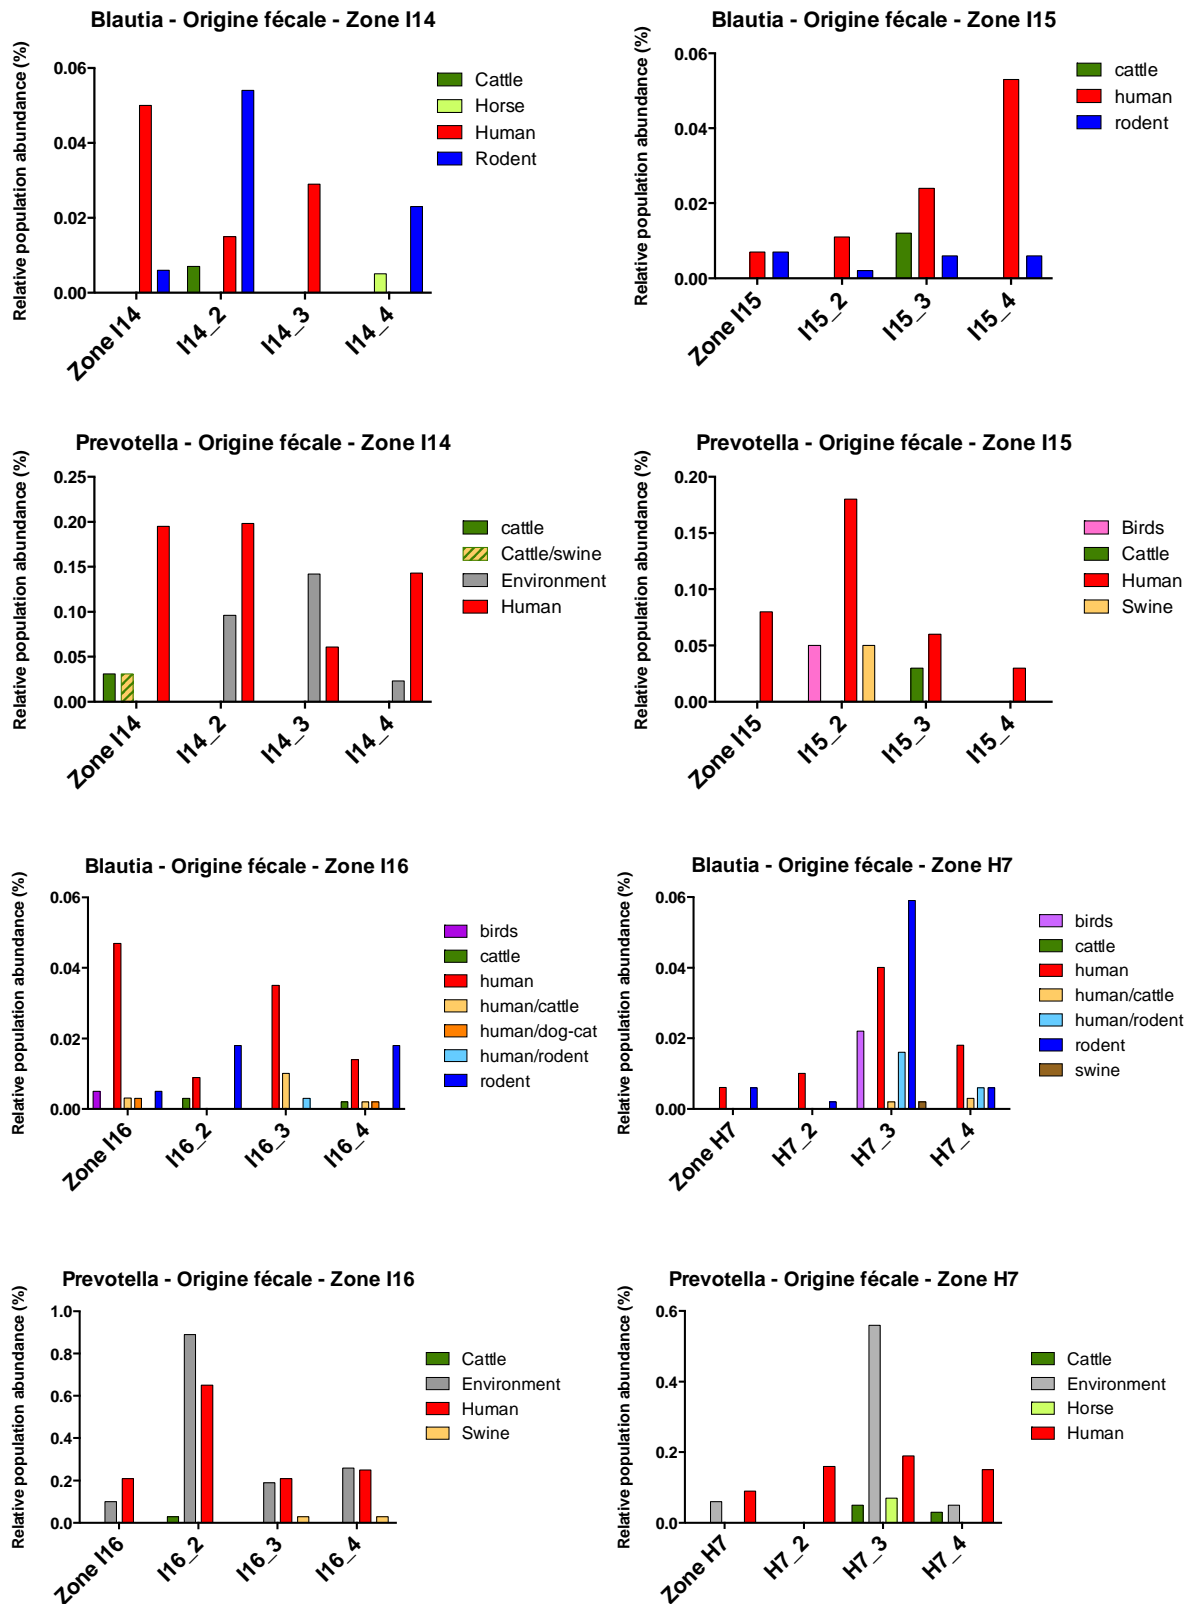 Blautia - Origine fécale - Zone I14
Relative population abundance (%)
0.06
0.04
0.02
0.00
Zone I14
I14_2
I14_3
I14_4
Cattle
Horse
Human
Rodent
Blautia - Origine fécale - Zone I15
Relative population abundance (%)
0.06
0.04
0.02
0.00
Zone I15
I15_2
I15_3
I15_4
cattle
human
rodent
Prevotella - Origine fécale - Zone I14
Relative population abundance (%)
0.25
0.20
0.15
0.10
0.05
0.00
Zone I14
I14_2
I14_3
I14_4
cattle
Cattle/swine
Environment
Human
Prevotella - Origine fécale - Zone I15
Relative population abundance (%)
0.20
0.15
0.10
0.05
0.00
Zone I15
I15_2
I15_3
I15_4
Birds
Cattle
Human
Swine
Blautia - Origine fécale - Zone I16
Relative population abundance (%)
0.06
0.04
0.02
0.00
Zone I16
I16_2
I16_3
I16_4
birds
cattle
human
human/cattle
human/dog-cat
human/rodent
rodent
Blautia - Origine fécale - Zone H7
Relative population abundance (%)
0.06
0.04
0.02
0.00
Zone H7
H7_2
H7_3
H7_4
birds
cattle
human
human/cattle
human/rodent
rodent
swine
Prevotella - Origine fécale - Zone I16
Relative population abundance (%)
1.0
0.8
0.6
0.4
0.2
0.0
Zone I16
I16_2
I16_3
I16_4
Cattle
Environment
Human
Swine
Prevotella - Origine fécale - Zone H7
Relative population abundance (%)
0.6
0.4
0.2
0.0
Zone H7
H7_2
H7_3
H7_4
Cattle
Environment
Horse
Human